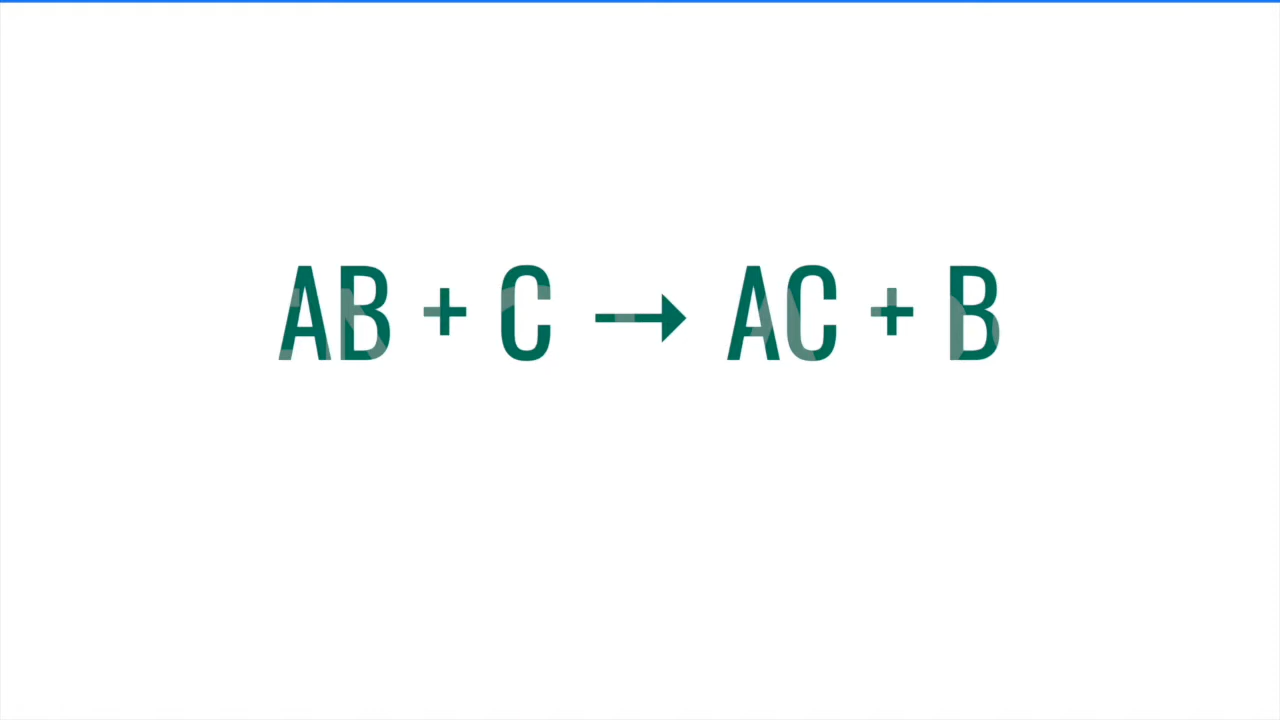 AB + C → AC + B